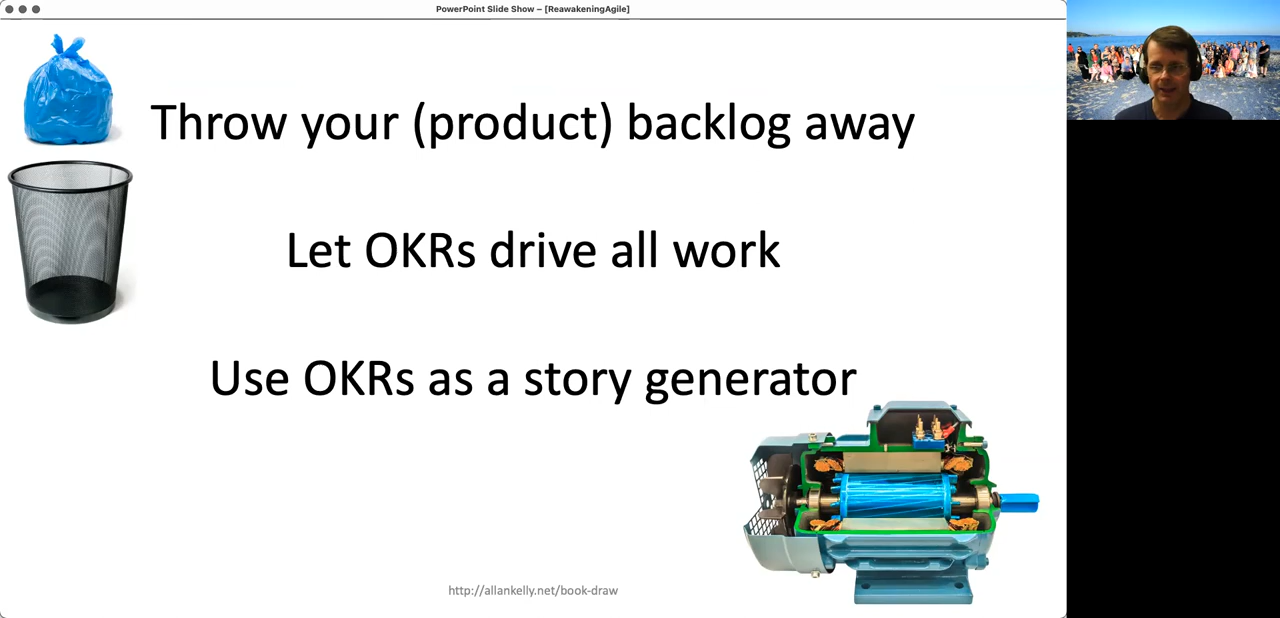 PowerPoint Slide Show – [ReawakeningAgile]
Throw your (product) backlog away
Let OKRs drive all work
Use OKRs as a story generator
http://allankelly.net/book-draw